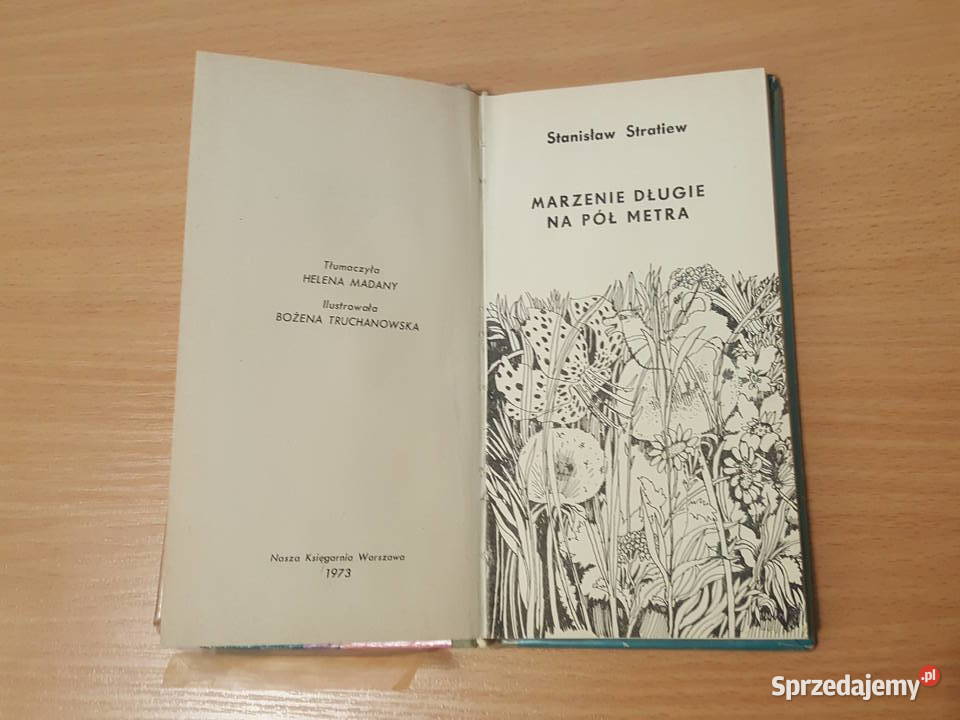 Tłumaczyła
HELENA MADANY
Ilustrowała
BOŻENA TRUCHANOWSKA
Nasza Księgarnia Warszawa
1973
Stanisław Stratiew
MARZENIE DŁUGIE
NA PÓŁ METRA
Sprzedajemy.pl